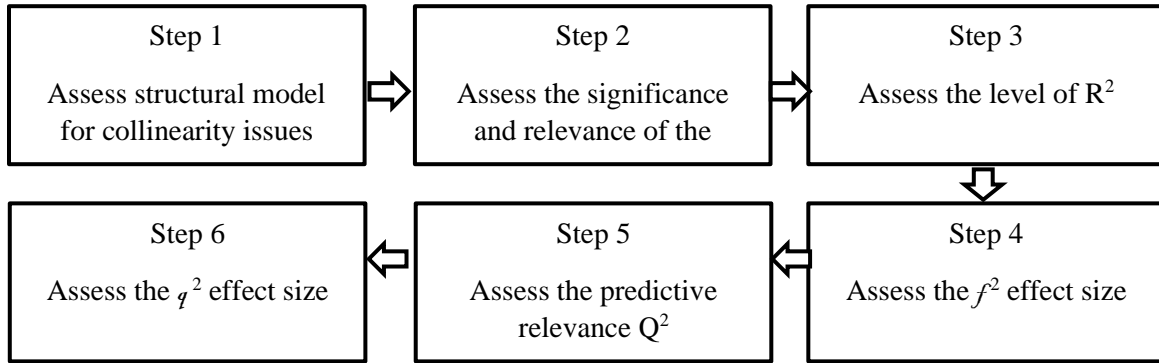 Step 1
Assess structural model
for collinearity issues
Step 2
Assess the significance
and relevance of the
Step 3
Assess the level of R²
Step 4
Assess the f² effect size
Step 5
Assess the predictive
relevance Q²
Step 6
Assess the q² effect size